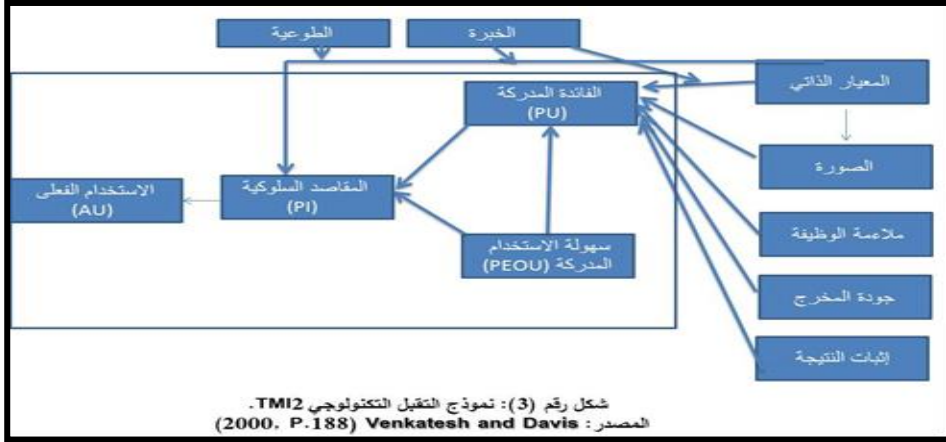 الطوعية
الخبرة
المعيار الذاتي
الفائدة المدركة
(PU)
الصورة
المقاصد السلوكية
(PI)
الاستخدام الفعلى
(AU)
ملاءمة الوظيفة
سهولة الاستخدام
المدركة (PEOU)
جودة المخرج
إثبات النتيجة
شكل رقم (3): نموذج التقبل التكنولوجي TMI2.
المصدر: Venkatesh and Davis (2000، P.188)